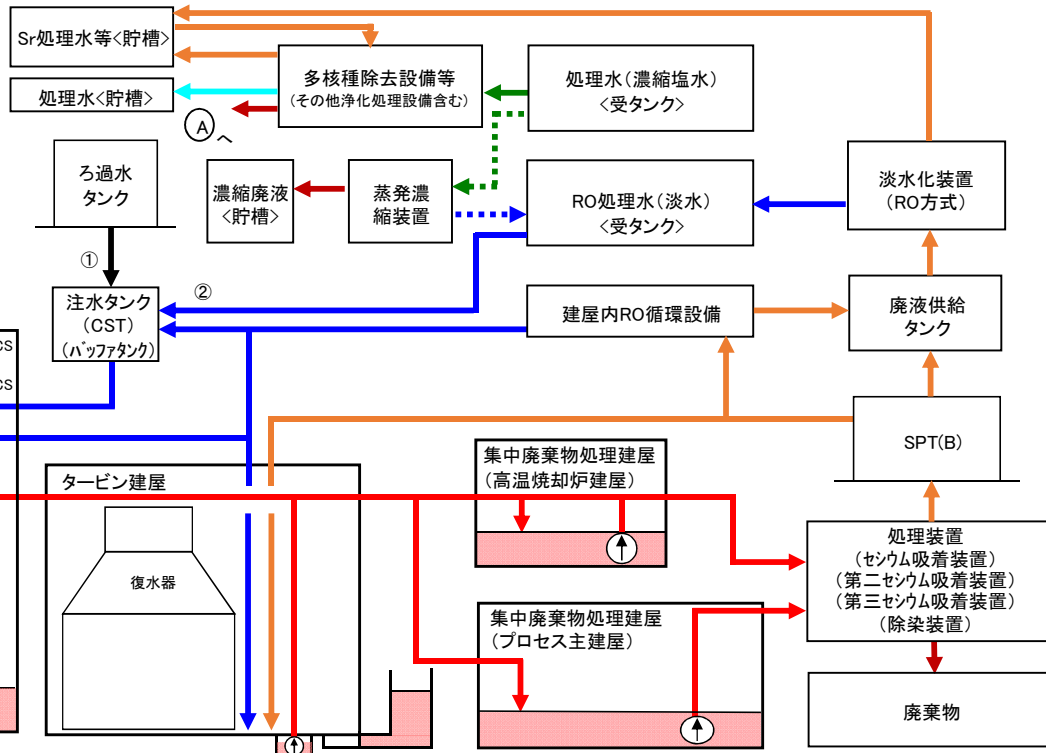 Sr処理水等<貯槽>
多核種除去設備等
(その他浄化処理設備含む)
処理水(濃縮塩水)
<受タンク>
処理水<貯槽>
Aへ
ろ過水
タンク
濃縮廃液
<貯槽>
蒸発濃
縮装置
RO処理水(淡水)
<受タンク>
淡水化装置
(RO方式)
①
②
注水タンク
(CST)
(バッファタンク)
建屋内RO循環設備
廃液供給
タンク
CS
CS
SPT(B)
タービン建屋
集中廃棄物処理建屋
(高温焼却炉建屋)
復水器
処理装置
(セシウム吸着装置)
(第二セシウム吸着装置)
(第三セシウム吸着装置)
(除染装置)
集中廃棄物処理建屋
(プロセス主建屋)
廃棄物